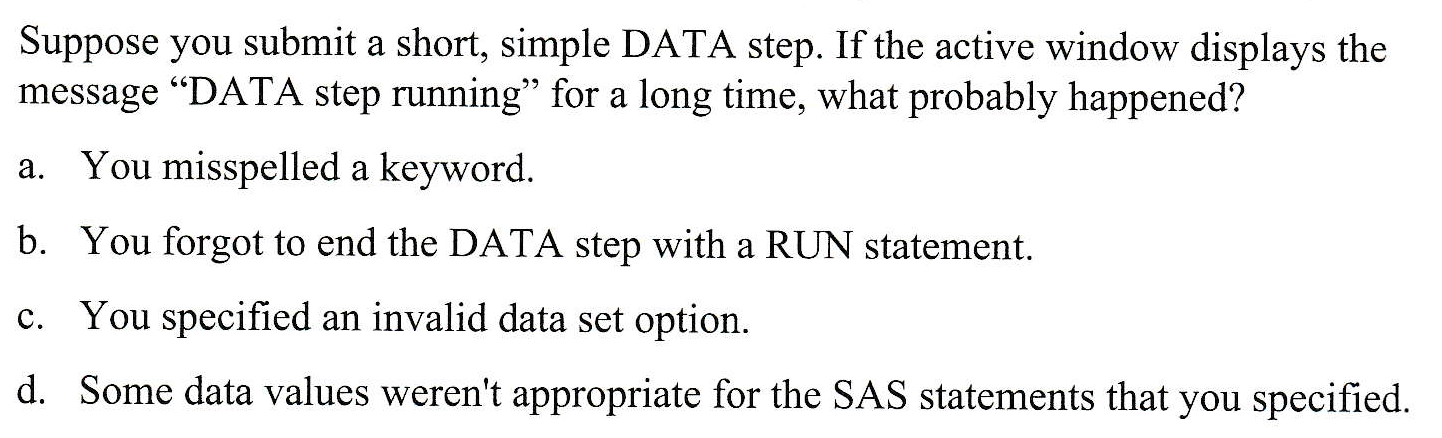 Suppose you submit a short, simple DATA step. If the active window displays the
message “DATA step running” for a long time, what probably happened?
a. You misspelled a keyword.
b. You forgot to end the DATA step with a RUN statement.
c. You specified an invalid data set option.
d. Some data values weren't appropriate for the SAS statements that you specified.